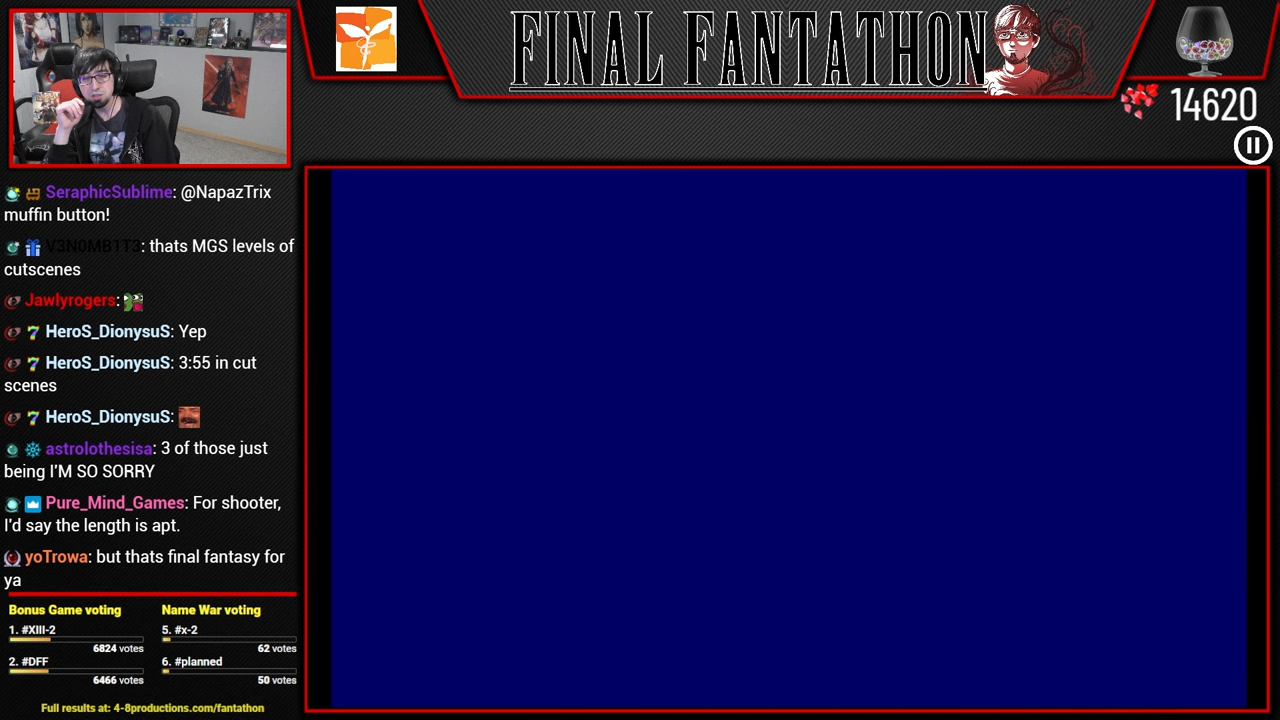 FINAL FANTATHON
14620
SeraphicSublime: @NapazTrix
muffin button!
V3N0MB1T3: thats MGS levels of
cutscenes
Jawlyrogers:
HeroS_DionysuS: Yep
HeroS_DionysuS: 3:55 in cut
scenes
HeroS_DionysuS:
astrolothesisa: 3 of those just
being I'M SO SORRY
Pure_Mind_Games: For shooter,
I'd say the length is apt.
yoTrowa: but thats final fantasy for
ya
Bonus Game voting
1. #XIII-2
6824 votes
2. #DFF
6466 votes
Name War voting
5. #x-2
62 votes
6. #planned
50 votes
Full results at: 4-8productions.com/fantathon